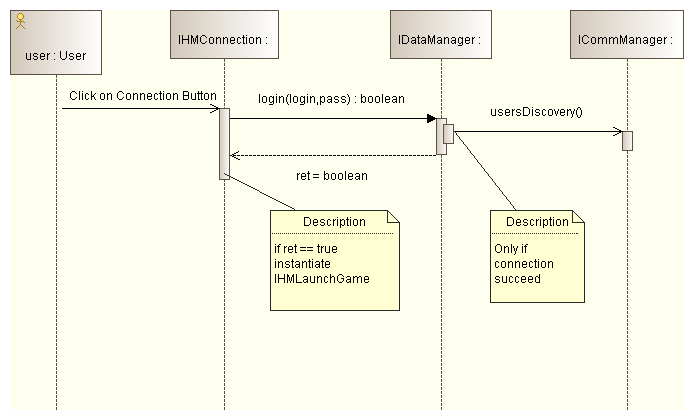 user : User
IHMConnection :
IDataManager :
ICommManager :
Click on Connection Button
login(login,pass) : boolean
usersDiscovery()
ret = boolean
Description
if ret == true
instantiate
IHMLaunchGame
Description
Only if
connection
succeed